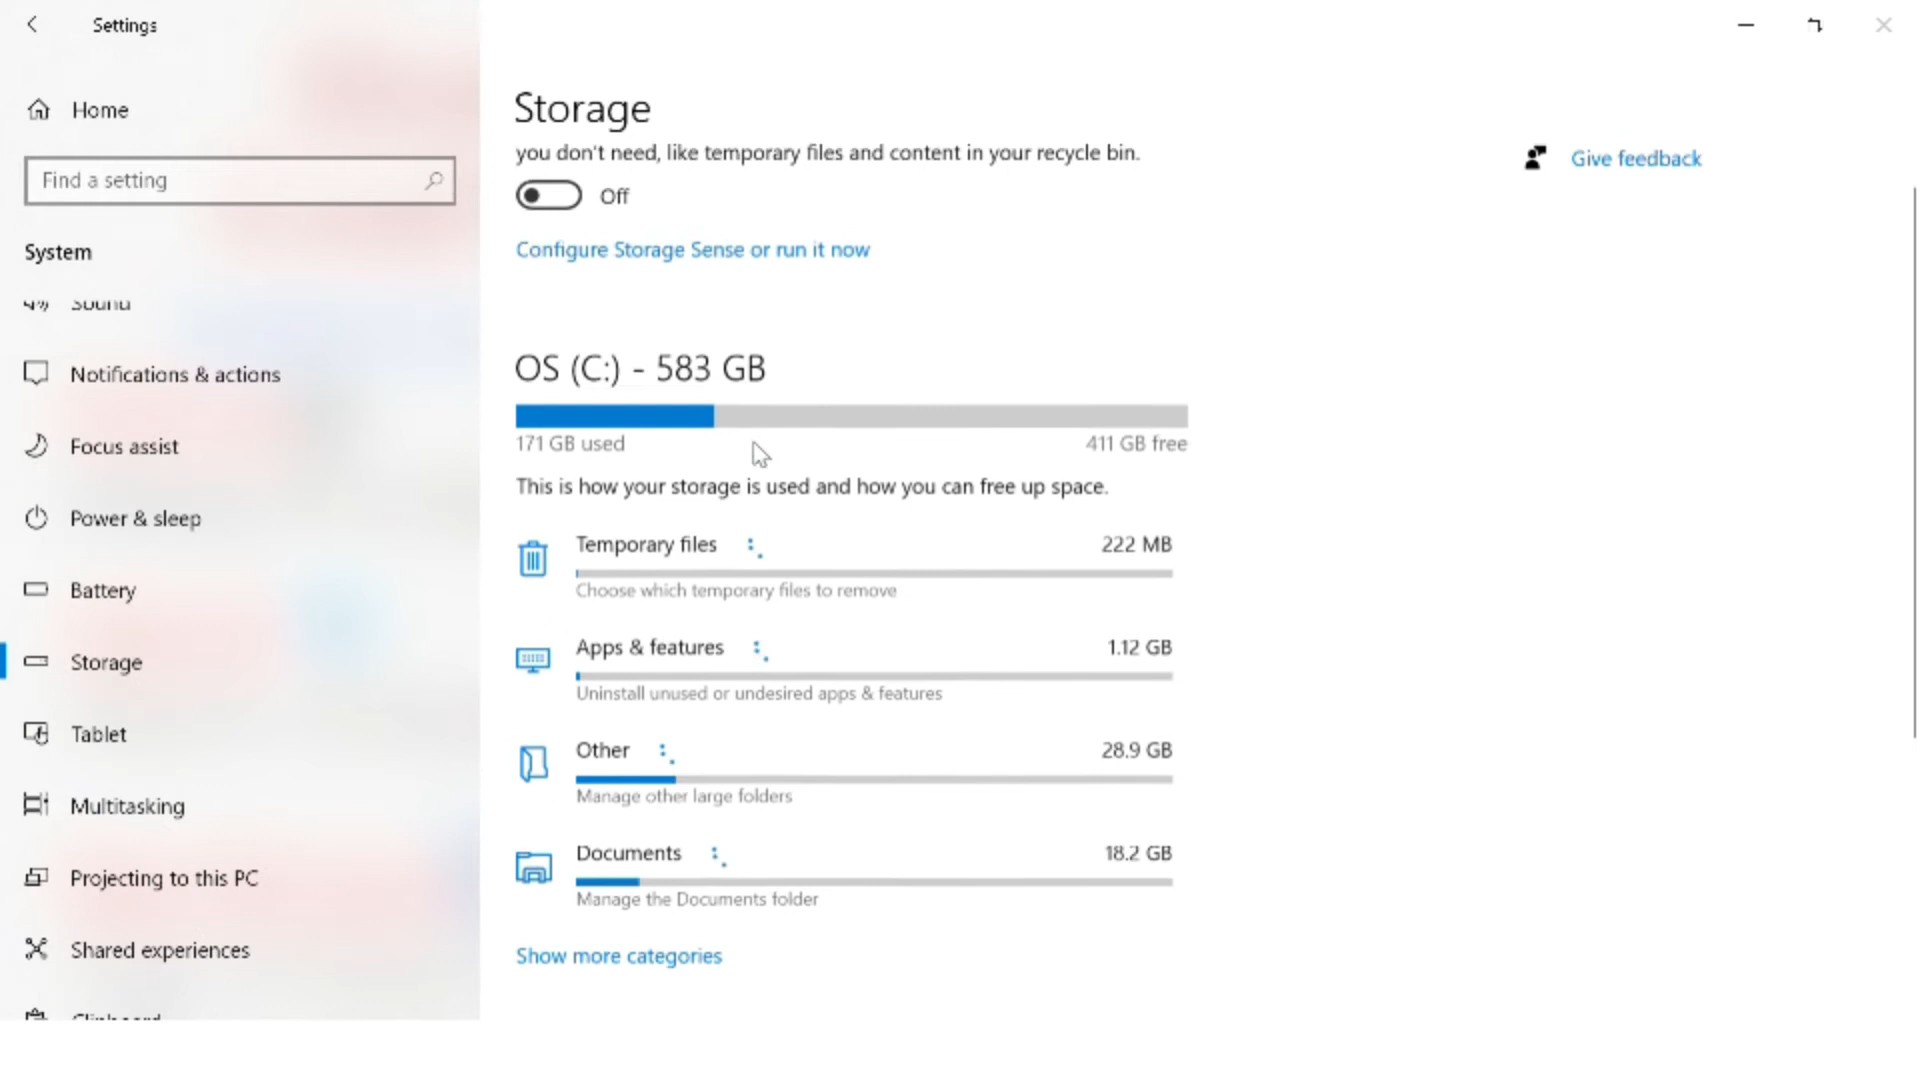 Settings
Home
Find a setting
System
Sound
Notifications & actions
Focus assist
Power & sleep
Battery
Storage
Tablet
Multitasking
Projecting to this PC
Shared experiences
Clipboard
Storage
you don't need, like temporary files and content in your recycle bin.
Off
Configure Storage Sense or run it now
OS (C:) - 583 GB
171 GB used 411 GB free
This is how your storage is used and how you can free up space.
Temporary files 222 MB
Choose which temporary files to remove
Apps & features 1.12 GB
Uninstall unused or undesired apps & features
Other 28.9 GB
Manage other large folders
Documents 18.2 GB
Manage the Documents folder
Show more categories
Give feedback